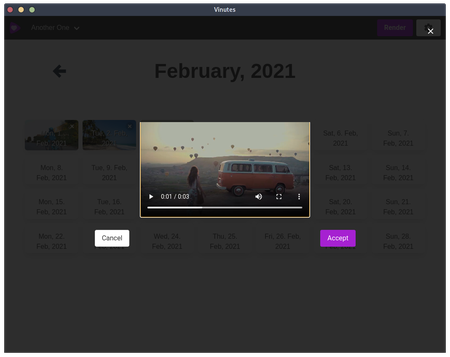 Vinutes
Another One
Render
February, 2021
Sat, 6. Feb, 2021
Sun, 7. Feb, 2021
0:01 / 0:03
Mon, 8. Feb, 2021
Tue, 9. Feb, 2021
Sat, 13. Feb, 2021
Sun, 14. Feb, 2021
Mon, 15. Feb, 2021
Tue, 16. Feb, 2021
Sat, 20. Feb, 2021
Sun, 21. Feb, 2021
Cancel
Accept
Mon, 22. Feb, 2021
Wed, 24. Feb, 2021
Thu, 25. Feb, 2021
Fri, 26. Feb, 2021
Sun, 28. Feb, 2021